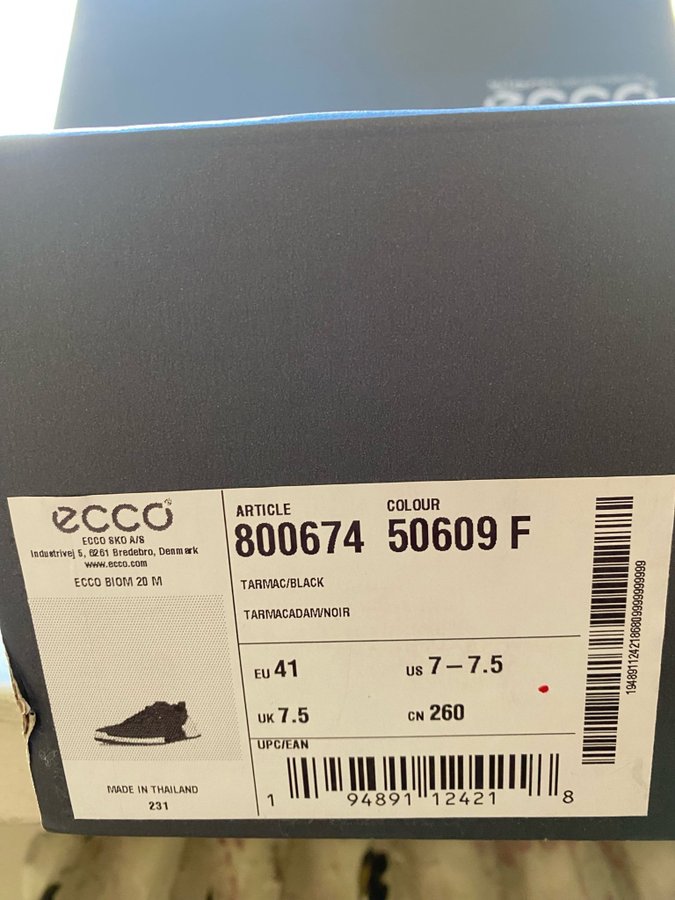 ecco
ecco
ECCO SKO A/S
Industrivej 5, 6261 Bredebro, Denmark
www.ecco.com
ECCO BIOM 20 M
MADE IN THAILAND
231
ARTICLE
800674
COLOUR
50609 F
TARMAC/BLACK
TARMACADAM/NOIR
EU 41
US 7–7.5
UK 7.5
CN 260
UPC/EAN
1 94891 12421 8
1948911242186809999999999